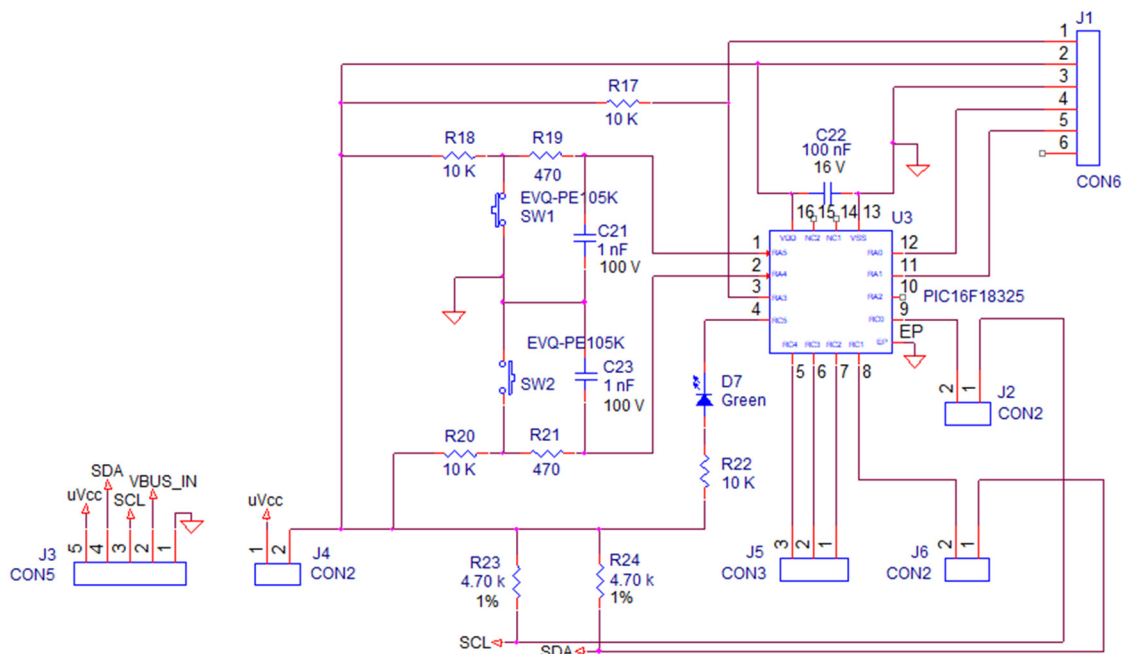 J1
1
2
3
4
5
6
CON6
R17
10 K
R18
10 K
R19
470
EVQ-PE105K
SW1
C21
1 nF
100 V
C22
100 nF
16 V
U3
16 15 14 13
VDD NC2 NC1 VSS
1 RA5
2 RA4
3 RA3
4 RC5
RA0 12
RA1 11
RA2 10
RC0 9
EP EP
RC4 RC3 RC2 RC1
5 6 7 8
PIC16F18325
EVQ-PE105K
SW2
C23
1 nF
100 V
R20
10 K
R21
470
D7
Green
R22
10 K
2 1
J2
CON2
uVcc
SDA
SCL
VBUS_IN
J3
CON5
5 4 3 2 1
uVcc
1 2
J4
CON2
R23
4.70 k
1%
R24
4.70 k
1%
J5
CON3
3 2 1
J6
CON2
2 1
SCL
SDA